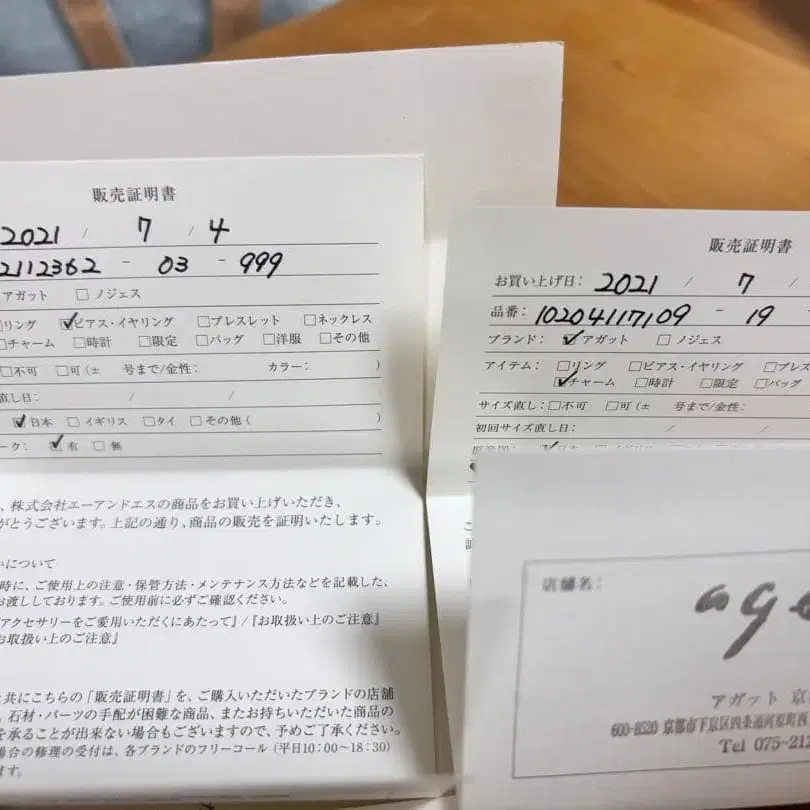 販売証明書
2021 / 7 / 4
2112362 - 03 - 999
アガット □ ノジェス
リング ☑ピアス・イヤリング □ブレスレット □ネックレス
□チャーム □時計 □限定 □バッグ □洋服 □その他
□不可 □可(± 号まで/金性: カラー: )
直し日: / /
☑日本 □イギリス □タイ □その他( )
ーク: ☑有 □無
、株式会社エーアンドエスの商品をお買い上げいただき、
がとうございます。上記の通り、商品の販売を証明いたします。
いについて
時に、ご使用上の注意・保管方法・メンテナンス方法などを記載した、
お渡ししております。ご使用前に必ずご確認ください。
アクセサリーをご愛用いただくにあたって』/『お取扱い上のご注意』
お取扱い上のご注意』
と共にこちらの「販売証明書」を、ご購入いただいたブランドの店舗
石材・パーツの手配が困難な商品、またお持ちいただいた商品の
を承ることが出来ない場合もございますので、予めご了承ください。
場合の修理の受付は、各ブランドのフリーコール(平日10:00〜18:30)
ます。
販売証明書
お買い上げ日: 2021 / 7 /
品番: 10204117109 - 19
ブランド: ☑アガット □ ノジェス
アイテム: □リング □ピアス・イヤリング □ブレス
☑チャーム □時計 □限定 □バッグ
サイズ直し: □不可 □可(± 号まで/金性:
初回サイズ直し日: / /
店舗名:
ag
アガット 京
600-8520 京都市下京区四条通河原町西
Tel 075-212